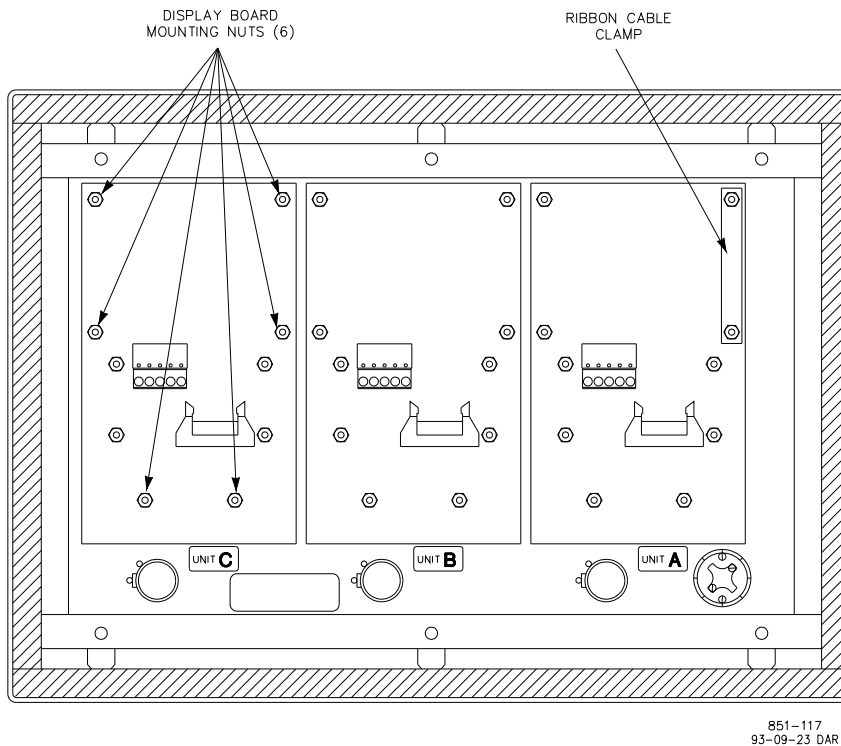 DISPLAY BOARD
MOUNTING NUTS (6)
RIBBON CABLE
CLAMP
UNIT C
UNIT B
UNIT A
851-117
93-09-23 DAR